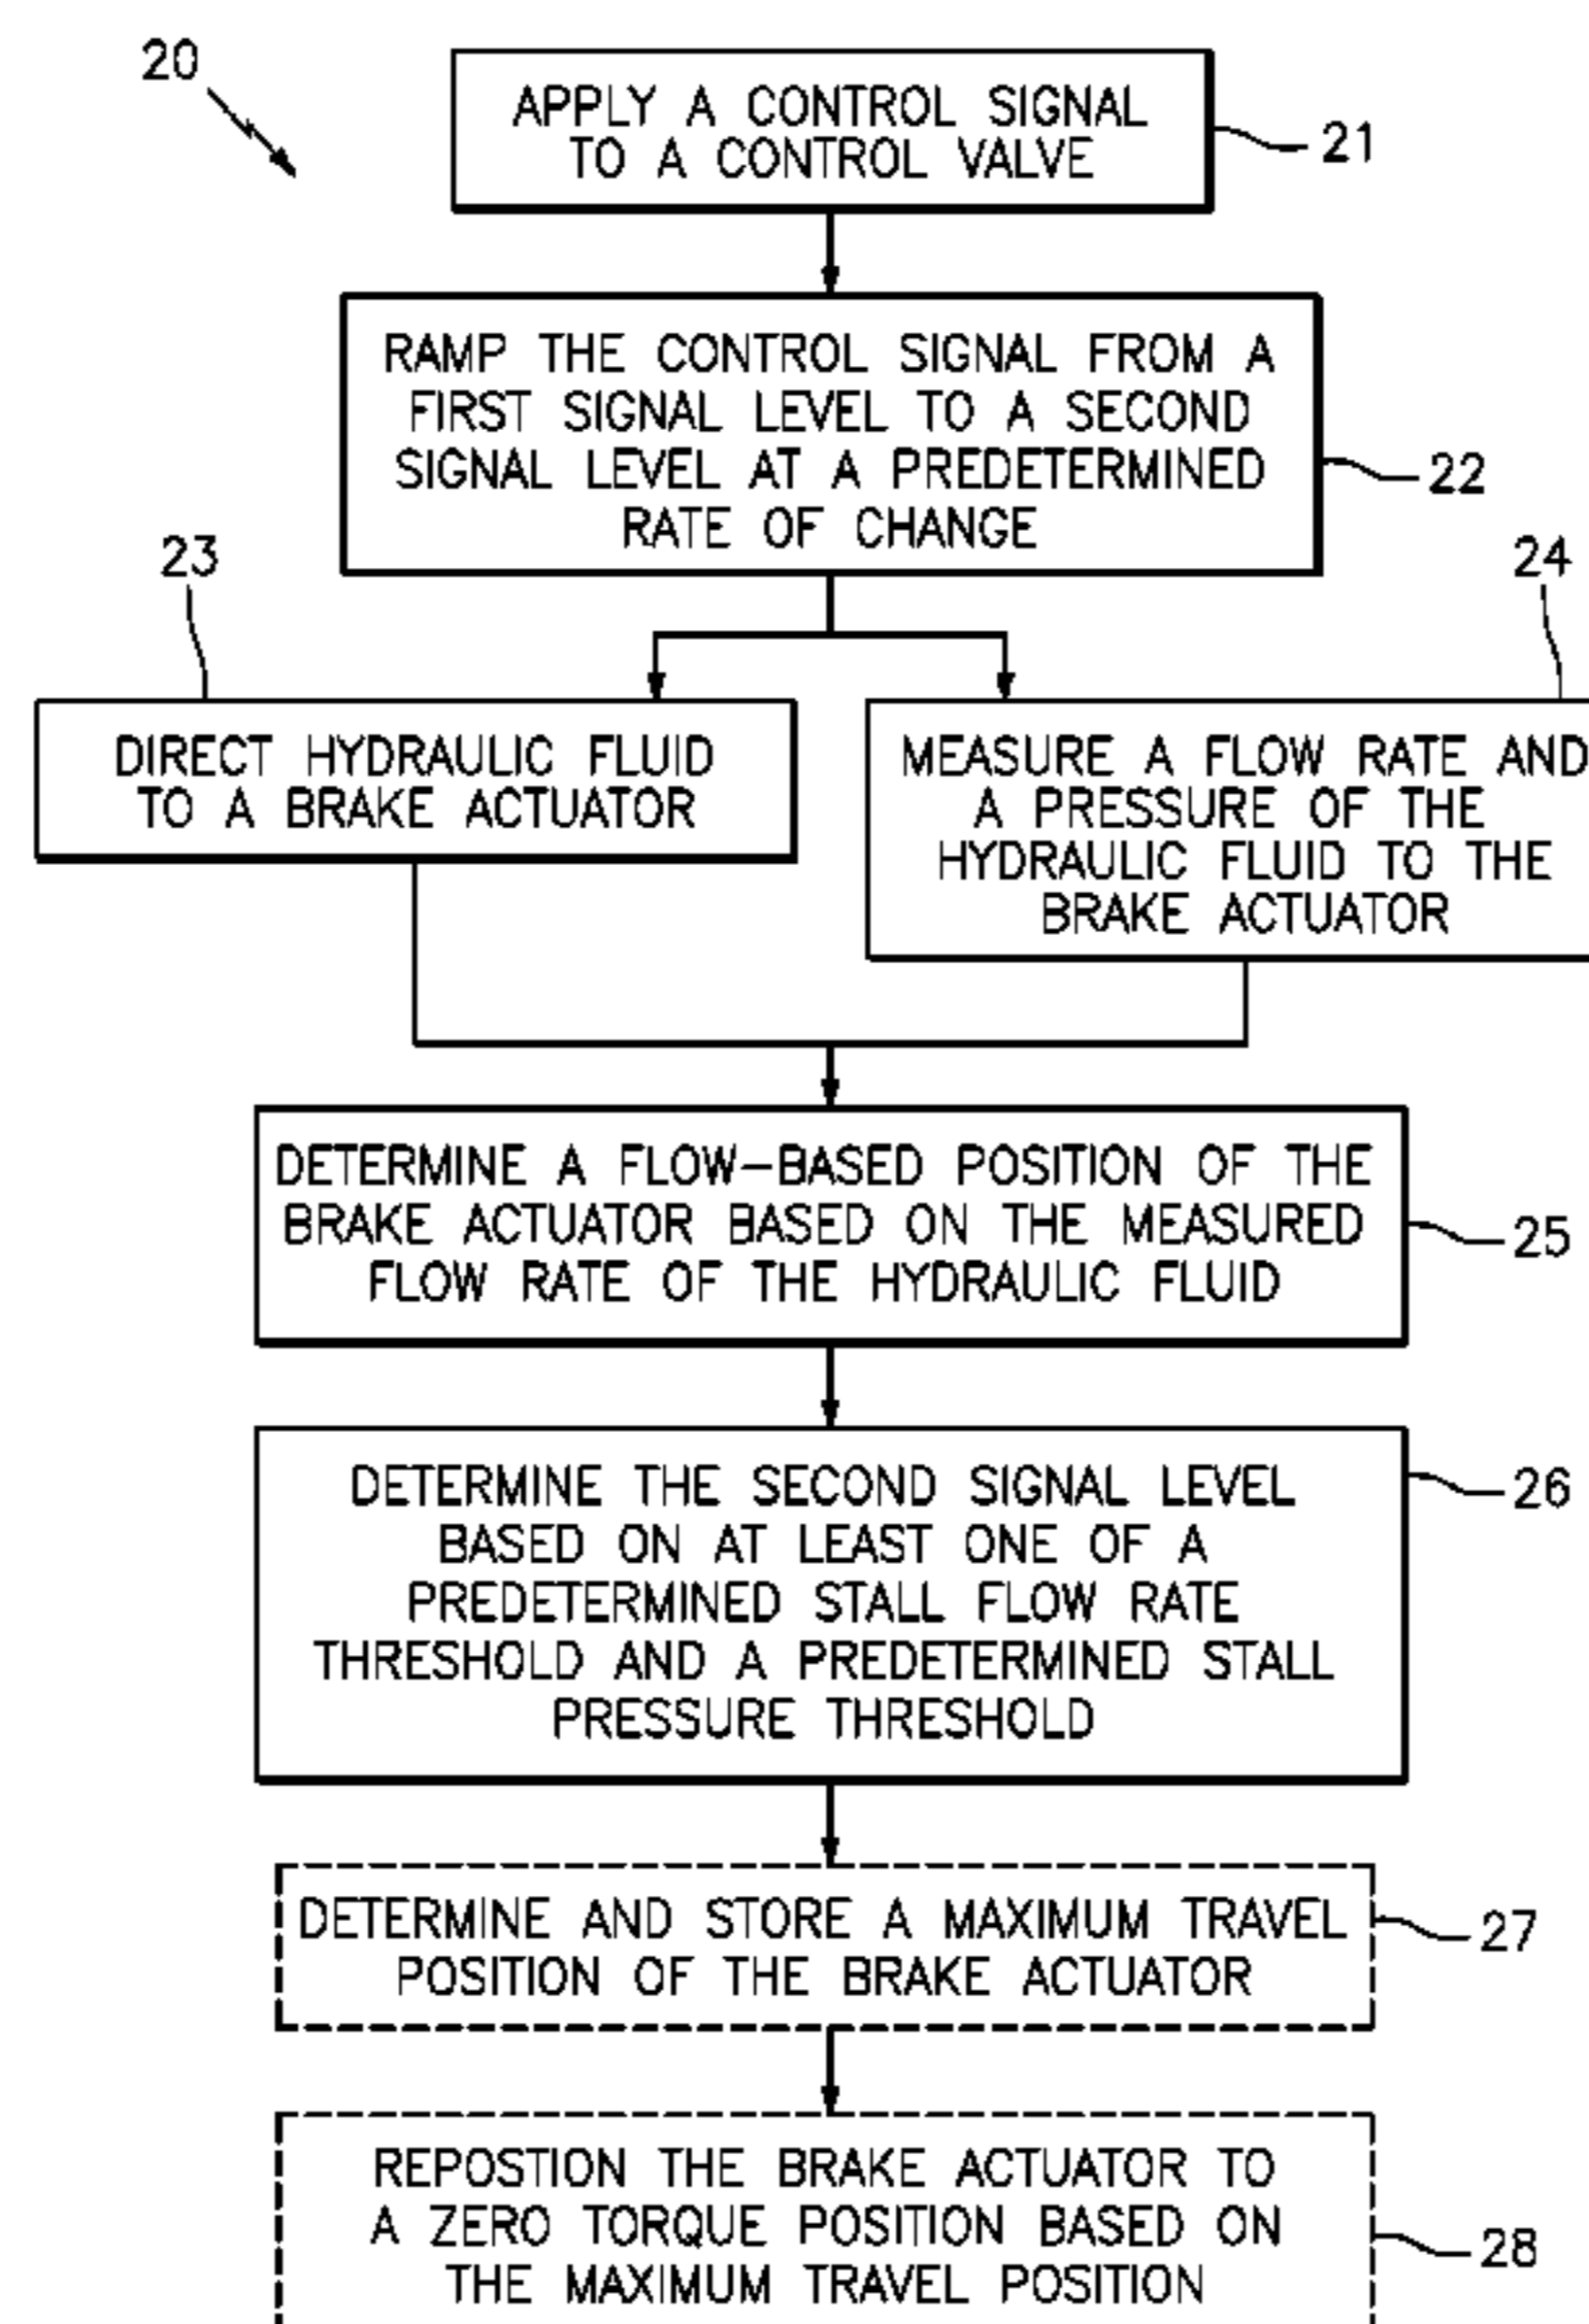 20
APPLY A CONTROL SIGNAL
TO A CONTROL VALVE
21
RAMP THE CONTROL SIGNAL FROM A
FIRST SIGNAL LEVEL TO A SECOND
SIGNAL LEVEL AT A PREDETERMINED
RATE OF CHANGE
22
23
24
DIRECT HYDRAULIC FLUID
TO A BRAKE ACTUATOR
MEASURE A FLOW RATE AND
A PRESSURE OF THE
HYDRAULIC FLUID TO THE
BRAKE ACTUATOR
DETERMINE A FLOW-BASED POSITION OF THE
BRAKE ACTUATOR BASED ON THE MEASURED
FLOW RATE OF THE HYDRAULIC FLUID
25
DETERMINE THE SECOND SIGNAL LEVEL
BASED ON AT LEAST ONE OF A
PREDETERMINED STALL FLOW RATE
THRESHOLD AND A PREDETERMINED STALL
PRESSURE THRESHOLD
26
DETERMINE AND STORE A MAXIMUM TRAVEL
POSITION OF THE BRAKE ACTUATOR
27
REPOSTION THE BRAKE ACTUATOR TO
A ZERO TORQUE POSITION BASED ON
THE MAXIMUM TRAVEL POSITION
28